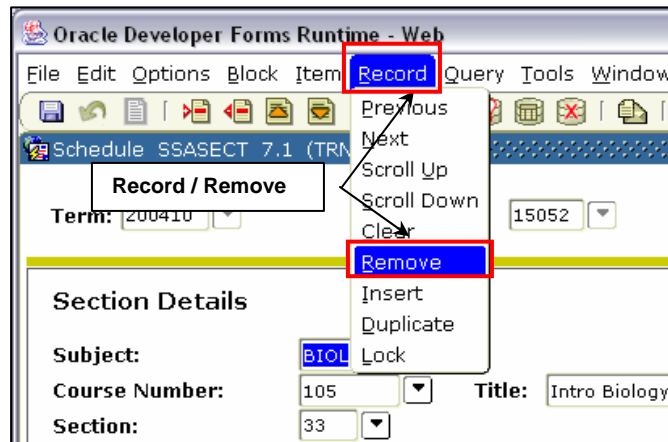 Oracle Developer Forms Runtime - Web
File Edit Options Block Item Record Query Tools Window
Previous
Next
Schedule SSASECT 7.1 (TRN
Scroll Up
Record / Remove
Scroll Down
Term: 200410 15052
Clear
Remove
Section Details
Insert
Duplicate
Subject: BIOL
Lock
Course Number: 105 Title: Intro Biology
Section: 33